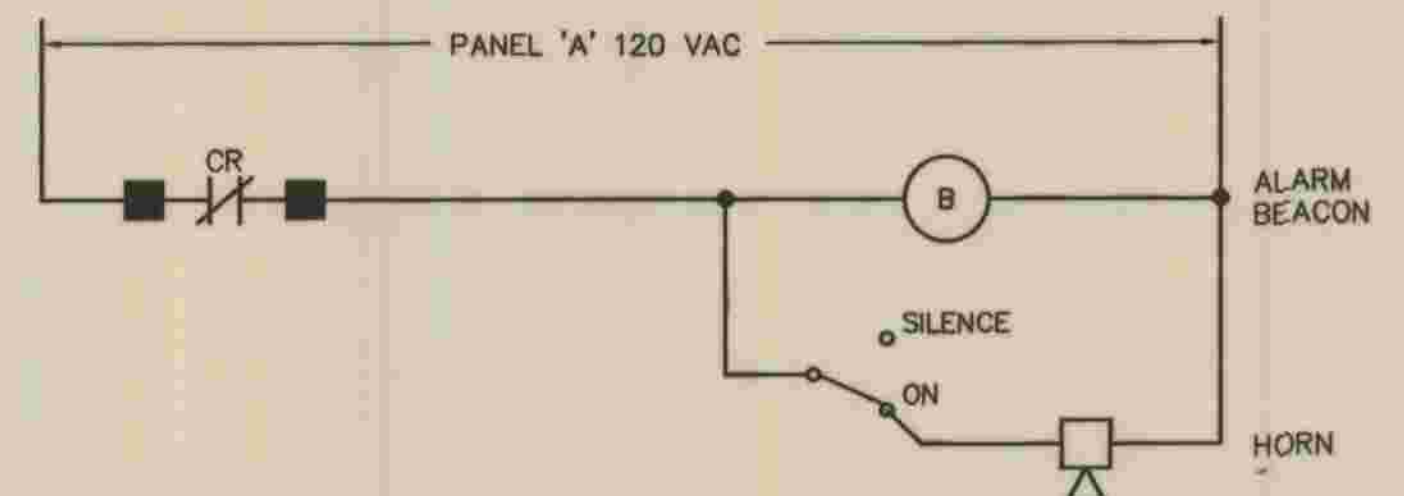 PANEL 'A' 120 VAC
CR
B
ALARM
BEACON
SILENCE
ON
HORN